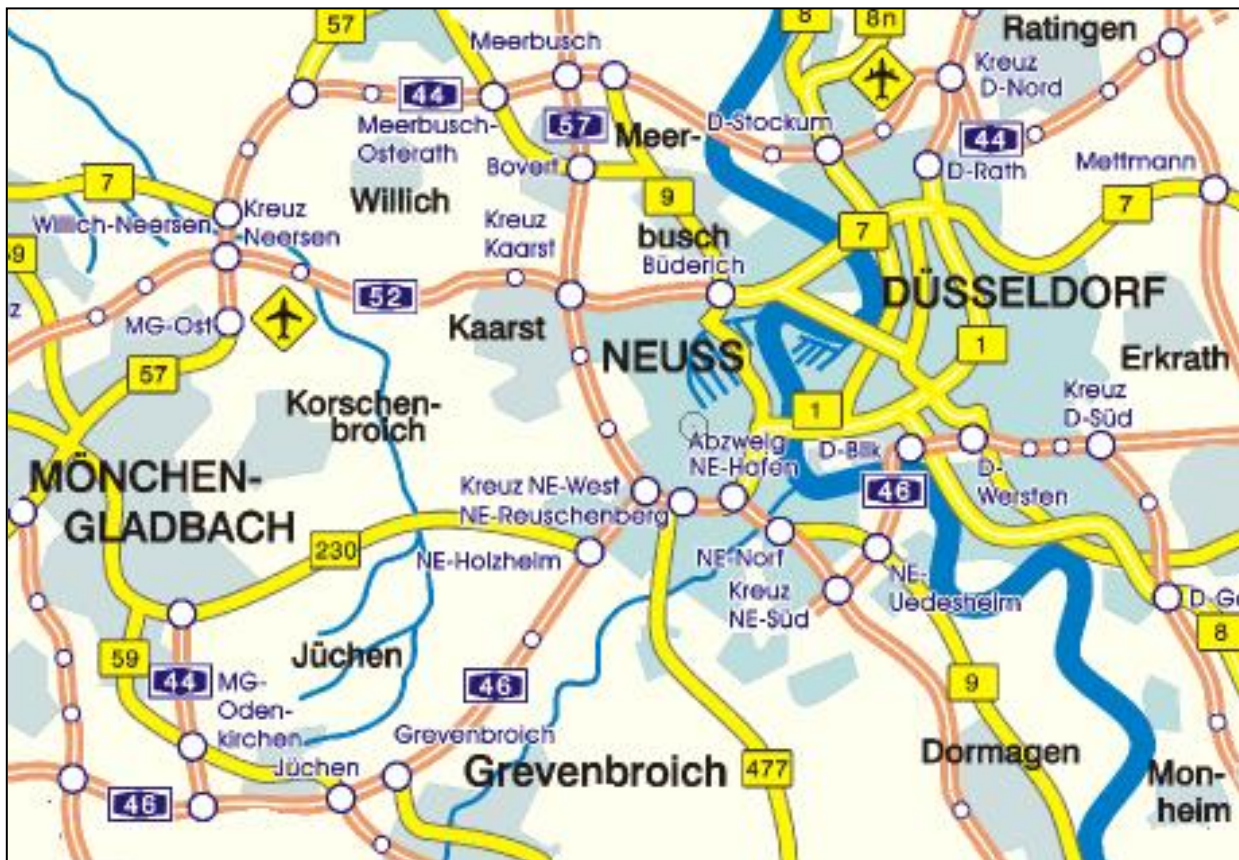 57
8
8n
Ratingen
Meerbusch
Kreuz
D-Nord
44
57
Meerbusch-
Osterath
Meer-
D-Stockum
44
D-Rath
Mettmann
Bovert
7
Willich
9
7
7
Willich-Neersen
Kreuz
Neersen
Kreuz
Kaarst
busch
Büderich
DÜSSELDORF
52
MG-Ost
Kaarst
NEUSS
1
Erkrath
57
Korschen-
broich
1
Kreuz
D-Süd
Abzweig
NE-Hafen
D-Bilk
MÖNCHEN-
GLADBACH
Kreuz NE-West
NE-Reuschenberg
46
D-
Wersten
230
NE-Holzheim
NE-Norf
Kreuz
NE-Süd
NE-
Uedesheim
8
59
Jüchen
44
MG-
Oden-
kirchen
46
9
Grevenbroich
Jüchen
Grevenbroich
477
Dormagen
Mon-
heim
46